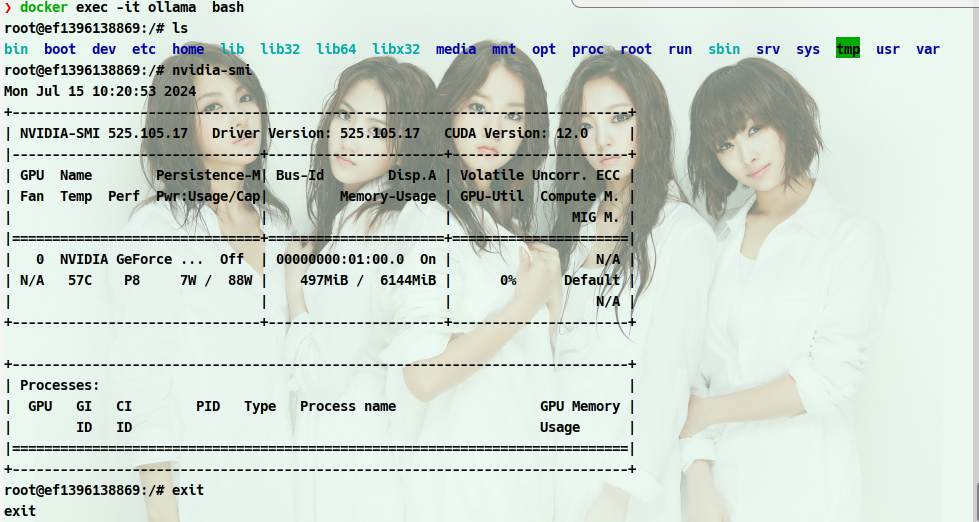 ❯ docker exec -it ollama  bash
root@ef1396138869:/# ls
bin  boot  dev  etc  home  lib  lib32  lib64  libx32  media  mnt  opt  proc  root  run  sbin  srv  sys  tmp  usr  var
root@ef1396138869:/# nvidia-smi
Mon Jul 15 10:20:53 2024
+-----------------------------------------------------------------------------+
| NVIDIA-SMI 525.105.17   Driver Version: 525.105.17   CUDA Version: 12.0     |
|-------------------------------+----------------------+----------------------+
| GPU  Name        Persistence-M| Bus-Id        Disp.A | Volatile Uncorr. ECC |
| Fan  Temp  Perf  Pwr:Usage/Cap|         Memory-Usage | GPU-Util  Compute M. |
|                               |                      |               MIG M. |
|===============================+======================+======================|
|   0  NVIDIA GeForce ...  Off  | 00000000:01:00.0  On |                  N/A |
| N/A   57C    P8     7W /  88W |    497MiB /  6144MiB |      0%      Default |
|                               |                      |                  N/A |
+-------------------------------+----------------------+----------------------+

+-----------------------------------------------------------------------------+
| Processes:                                                                  |
|  GPU   GI   CI        PID   Type   Process name                  GPU Memory |
|        ID   ID                                                   Usage      |
|=============================================================================|
+-----------------------------------------------------------------------------+
root@ef1396138869:/# exit
exit